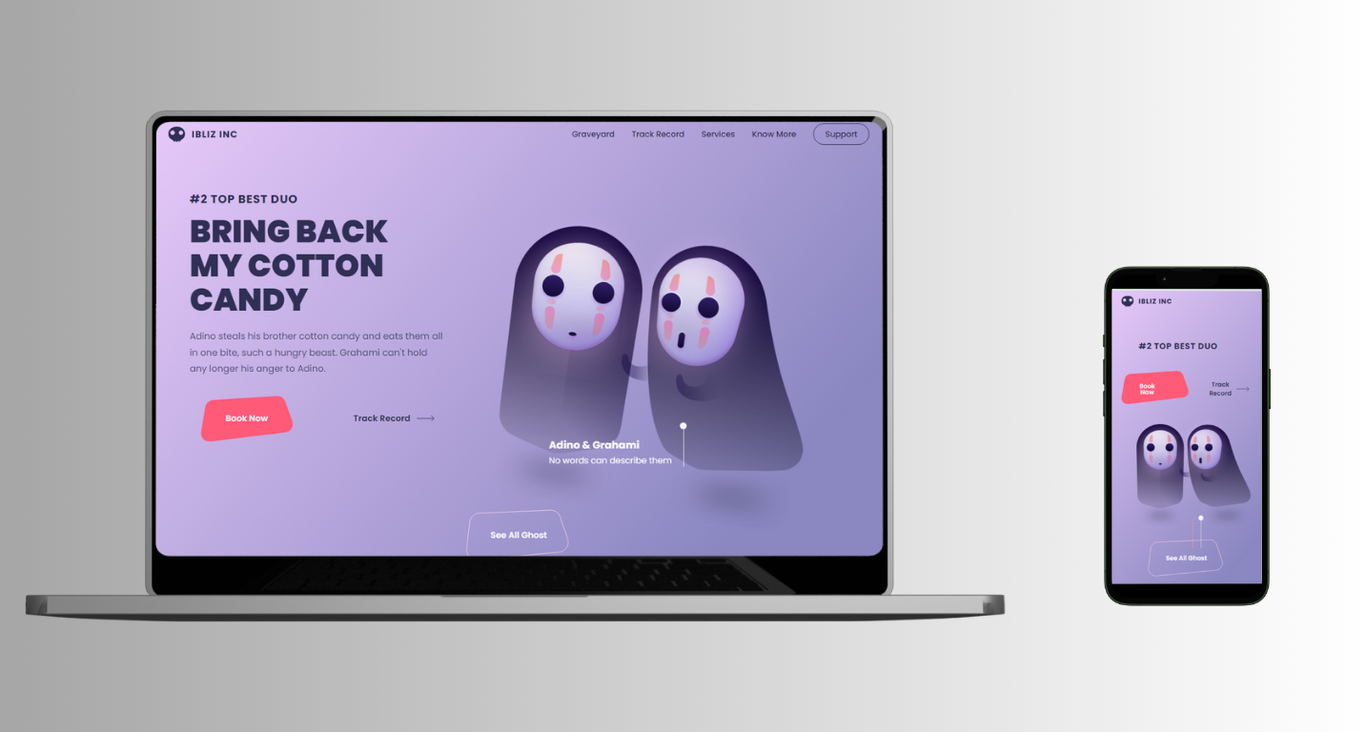 IBLIZ INC
Graveyard Track Record Services Know More Support
#2 TOP BEST DUO
BRING BACK
MY COTTON
CANDY
Adino steals his brother cotton candy and eats them all
in one bite, such a hungry beast. Grahami can't hold
any longer his anger to Adino.
Book Now
Track Record
Adino & Grahami
No words can describe them
See All Ghost
IBLIZ INC
#2 TOP BEST DUO
Book
Now
Track
Record
See All Ghost